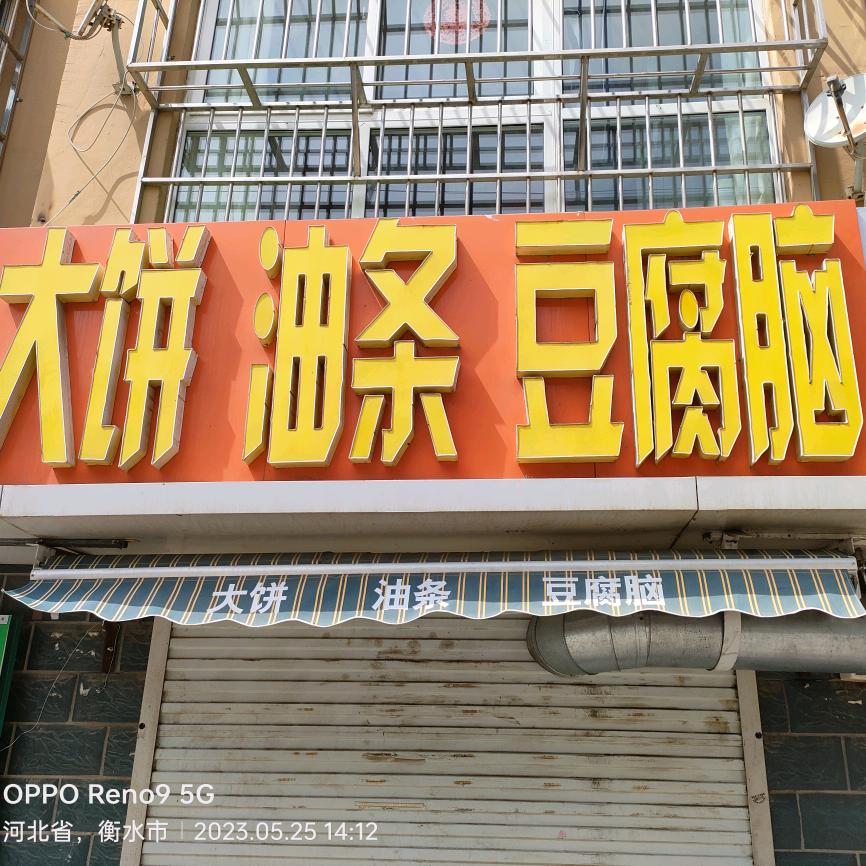 大饼 油条 豆腐脑
大饼 油条 豆腐脑
OPPO Reno9 5G
河北省，衡水市 | 2023.05.25 14:12